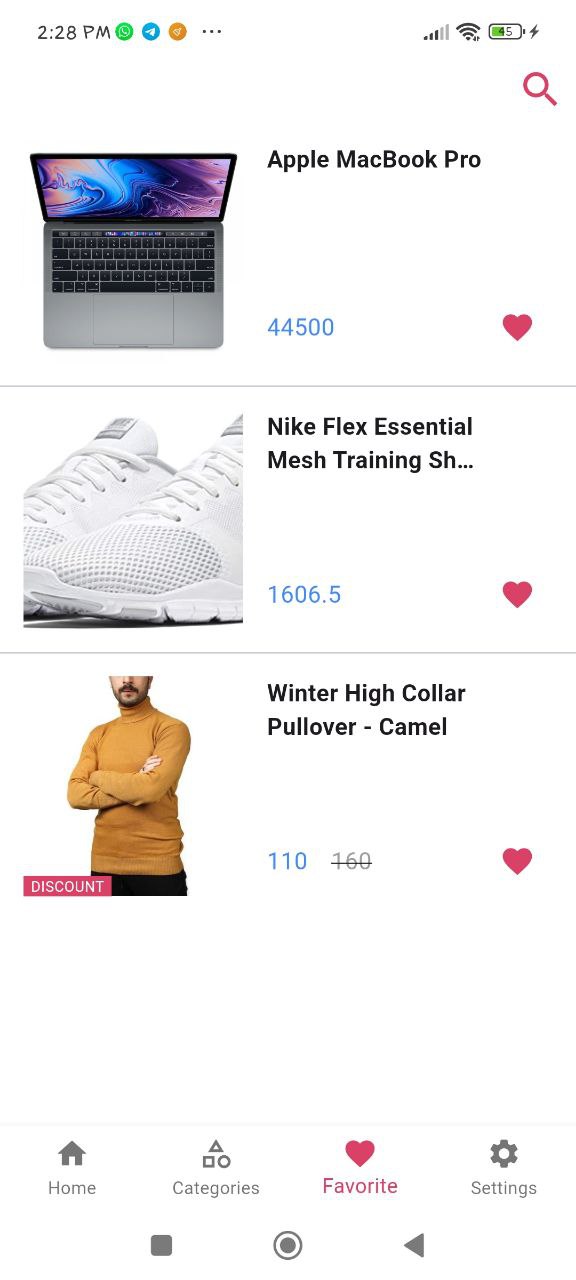 2:28 PM
45
Apple MacBook Pro
44500
Nike Flex Essential
Mesh Training Sh...
1606.5
Winter High Collar
Pullover - Camel
110 160
DISCOUNT
Home Categories Favorite Settings